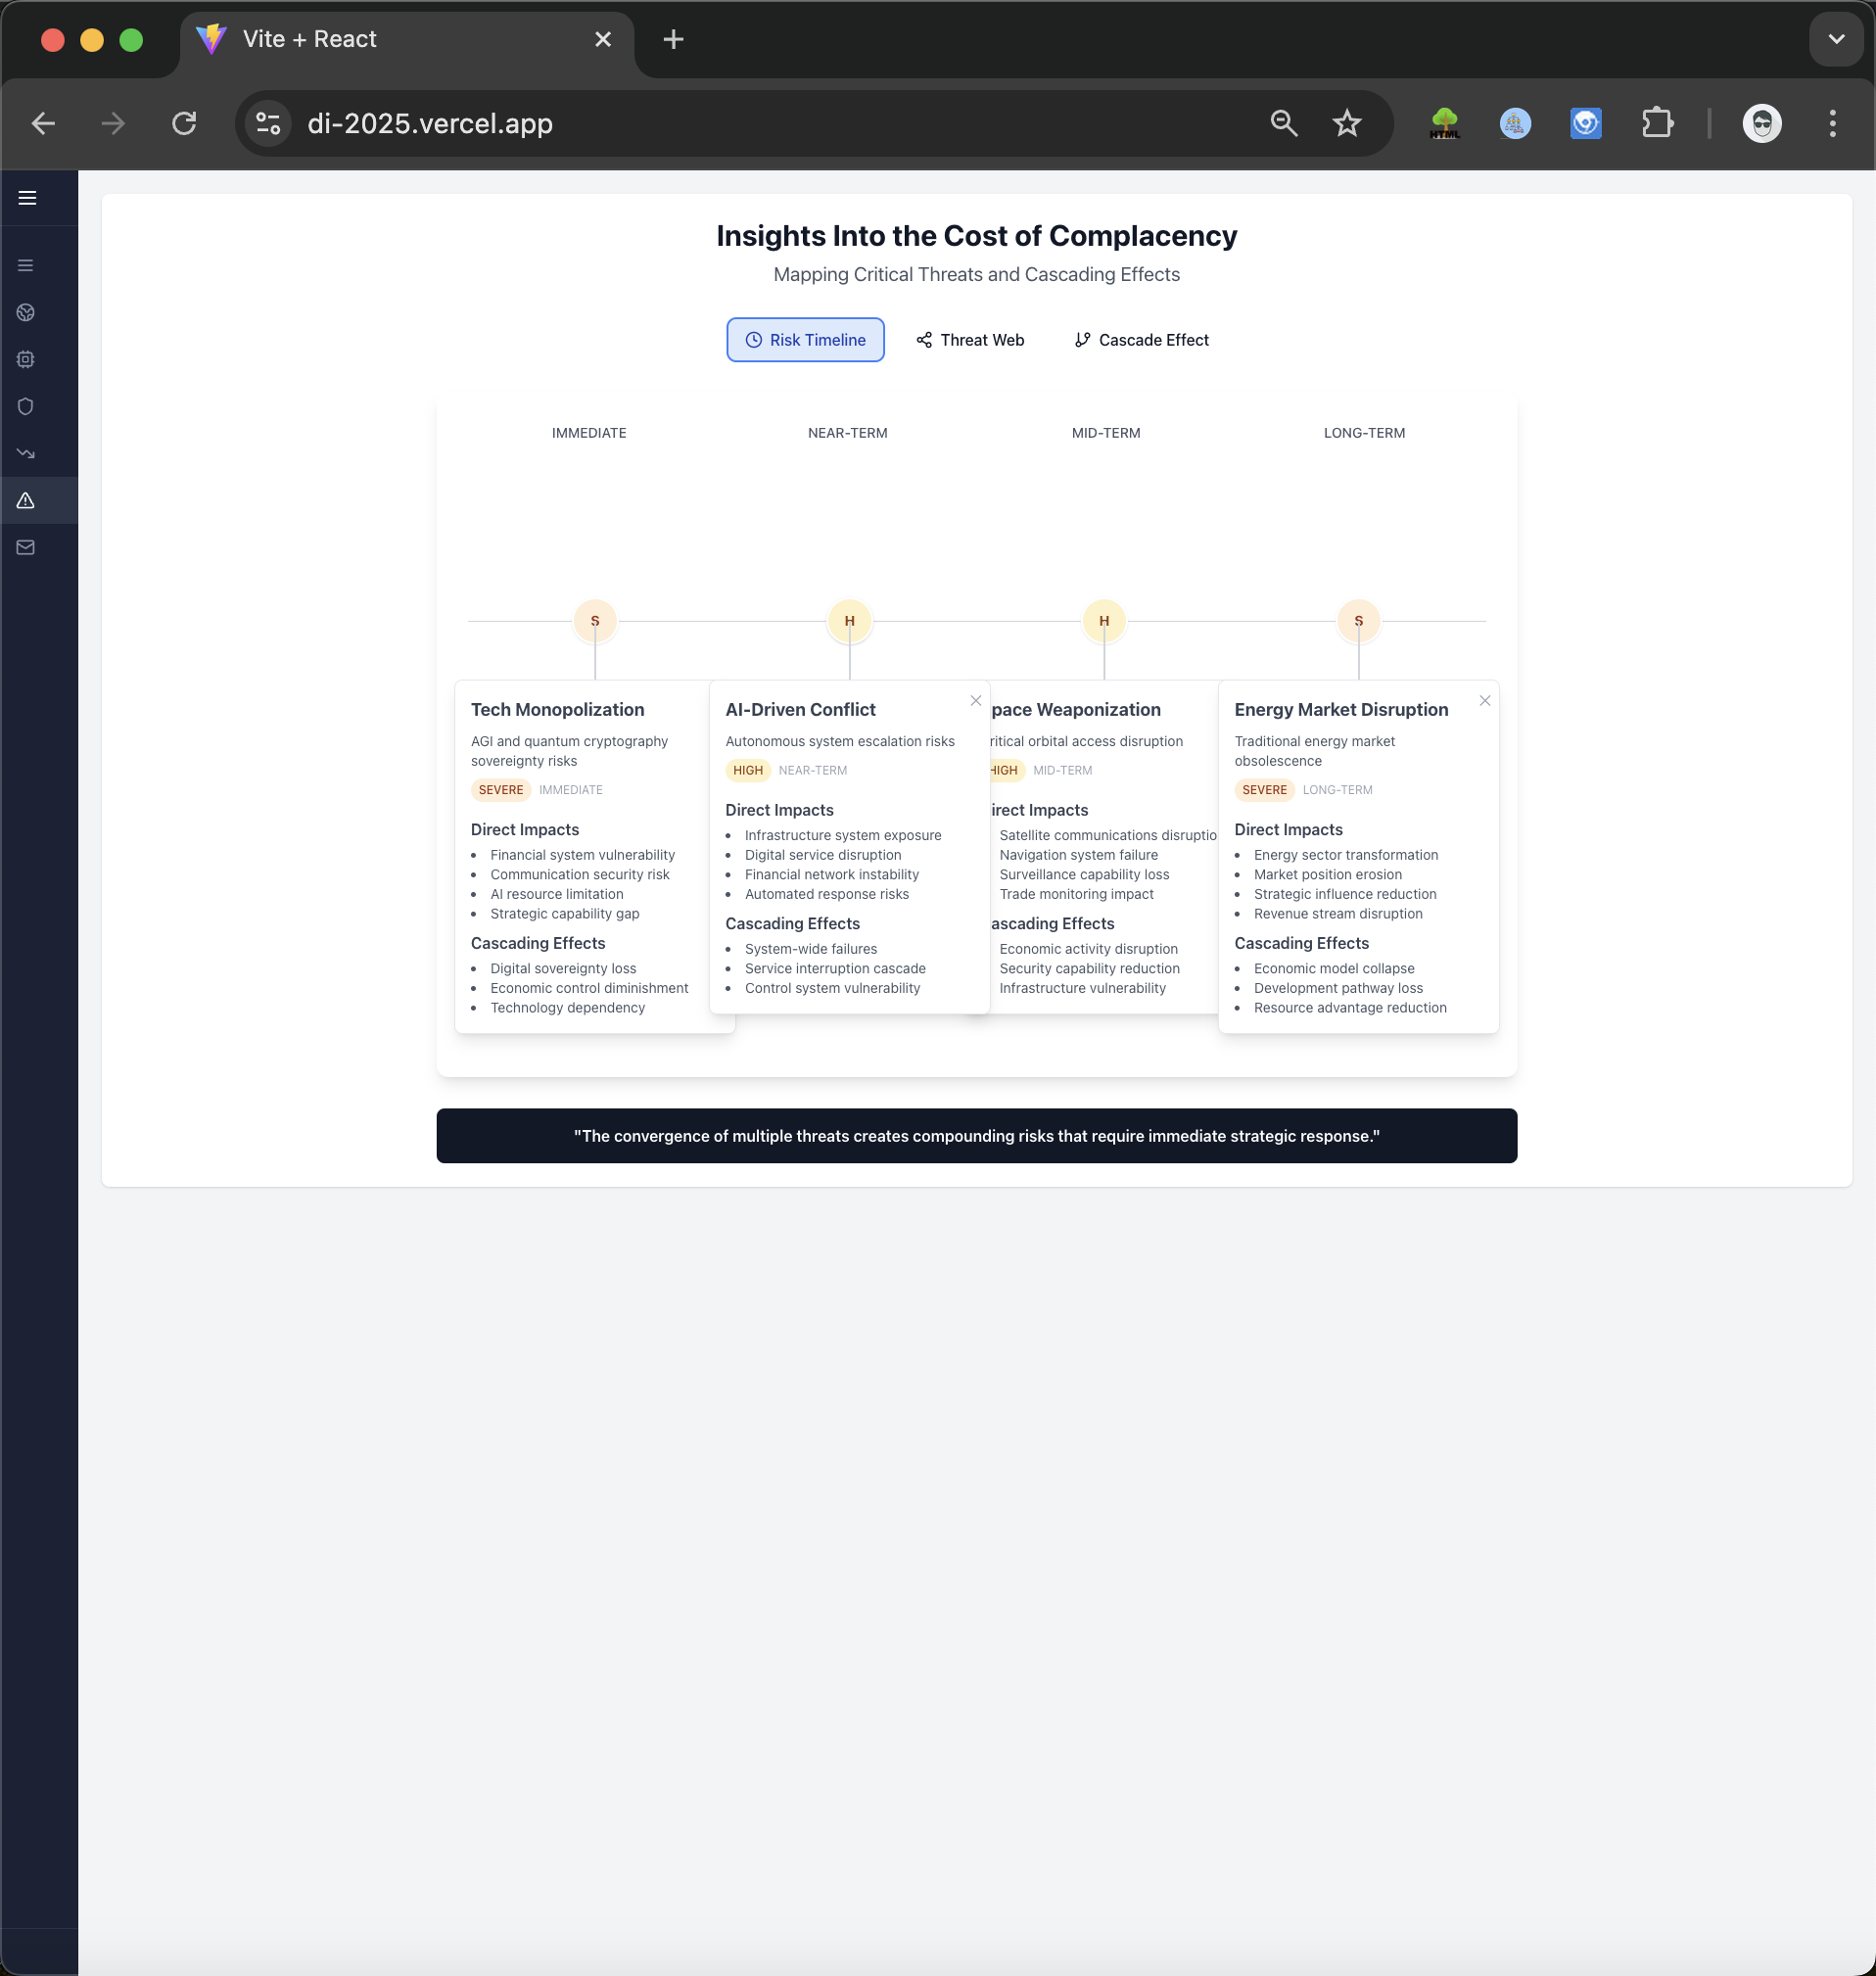 Vite + React
di-2025.vercel.app
HTML
Insights Into the Cost of Complacency
Mapping Critical Threats and Cascading Effects
Risk Timeline
Threat Web
Cascade Effect
IMMEDIATE
NEAR-TERM
MID-TERM
LONG-TERM
S
H
H
S
Tech Monopolization
AGI and quantum cryptography
sovereignty risks
SEVERE IMMEDIATE
Direct Impacts
• Financial system vulnerability
• Communication security risk
• AI resource limitation
• Strategic capability gap
Cascading Effects
• Digital sovereignty loss
• Economic control diminishment
• Technology dependency
AI-Driven Conflict
Autonomous system escalation risks
HIGH NEAR-TERM
Direct Impacts
• Infrastructure system exposure
• Digital service disruption
• Financial network instability
• Automated response risks
Cascading Effects
• System-wide failures
• Service interruption cascade
• Control system vulnerability
pace Weaponization
ritical orbital access disruption
HIGH MID-TERM
irect Impacts
Satellite communications disruptio
Navigation system failure
Surveillance capability loss
Trade monitoring impact
ascading Effects
Economic activity disruption
Security capability reduction
Infrastructure vulnerability
Energy Market Disruption
Traditional energy market
obsolescence
SEVERE LONG-TERM
Direct Impacts
• Energy sector transformation
• Market position erosion
• Strategic influence reduction
• Revenue stream disruption
Cascading Effects
• Economic model collapse
• Development pathway loss
• Resource advantage reduction
"The convergence of multiple threats creates compounding risks that require immediate strategic response."